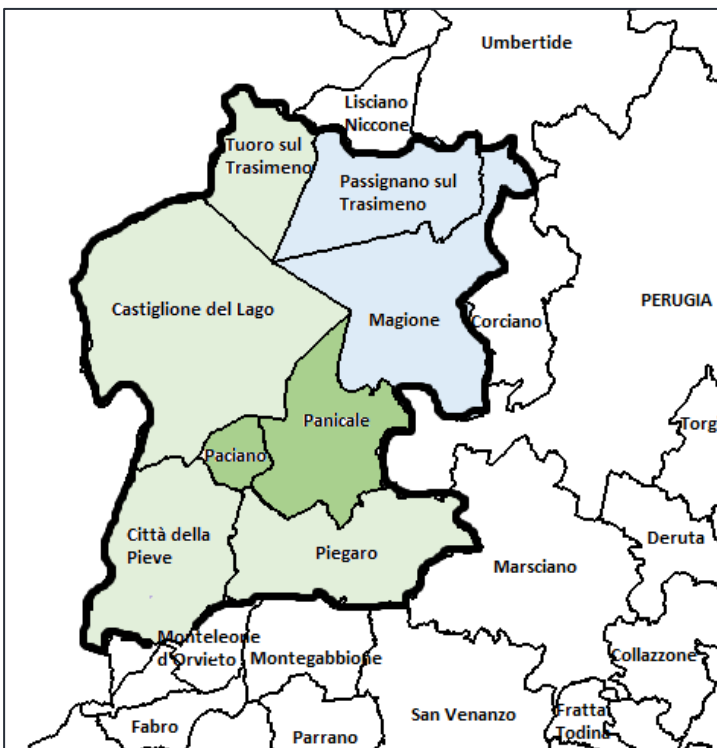 Umbertide
Lisciano
Niccone
Tuoro sul
Trasimeno
Passignano sul
Trasimeno
Castiglione del Lago
Magione
Corciano
PERUGIA
Panicale
Torg
Paciano
Città della
Pieve
Piegaro
Deruta
Marsciano
Monteleone
d'Orvieto
Montegabbione
Collazzone
San Venanzo
Fratta
Todina
Fabro
Parrano